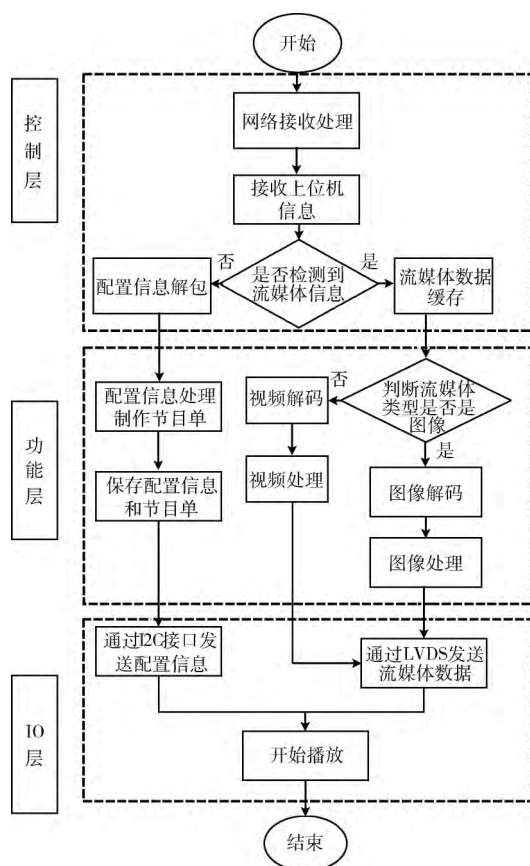 开始
控
制
层
网络接收处理
接收上位机
信息
是否检测到
流媒体信息
否
是
配置信息解包
流媒体数据
缓存
功
能
层
配置信息处理
制作节目单
保存配置信息
和节目单
视频解码
视频处理
否
判断流媒体
类型是否是
图像
是
图像解码
图像处理
IO
层
通过I2C接口发
送配置信息
通过LVDS发送
流媒体数据
开始播放
结束